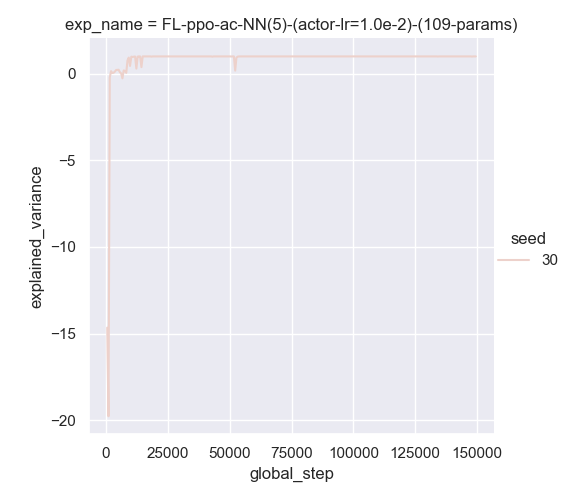 exp_name = FL-ppo-ac-NN(5)-(actor-lr=1.0e-2)-(109-params)
0
−5
−10
−15
−20
explained_variance
0 25000 50000 75000 100000 125000 150000
global_step
seed
30